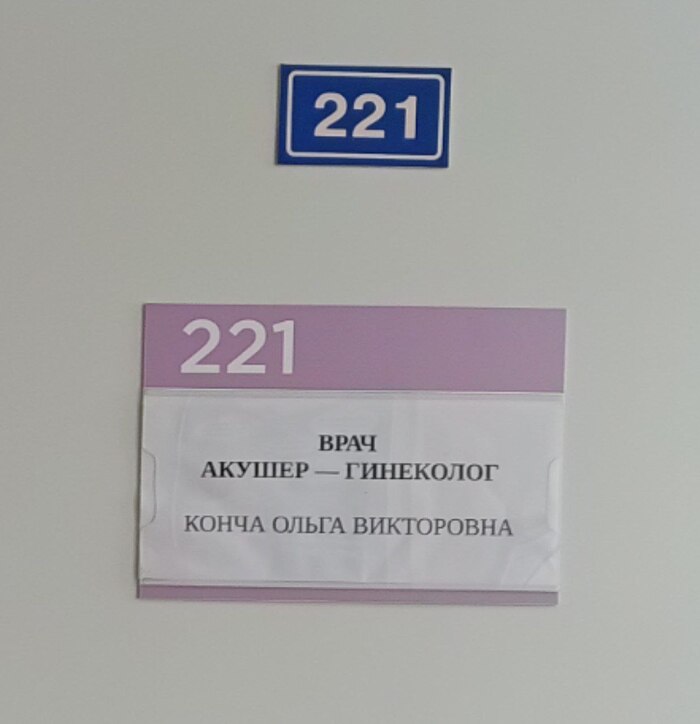 221
221
ВРАЧ
АКУШЕР — ГИНЕКОЛОГ
КОНЧА ОЛЬГА ВИКТОРОВНА